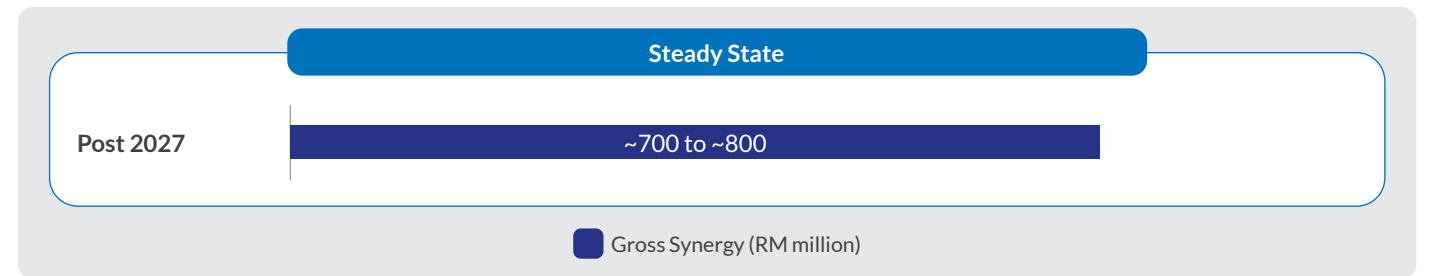 Steady State
Post 2027
~700 to ~800
Gross Synergy (RM million)